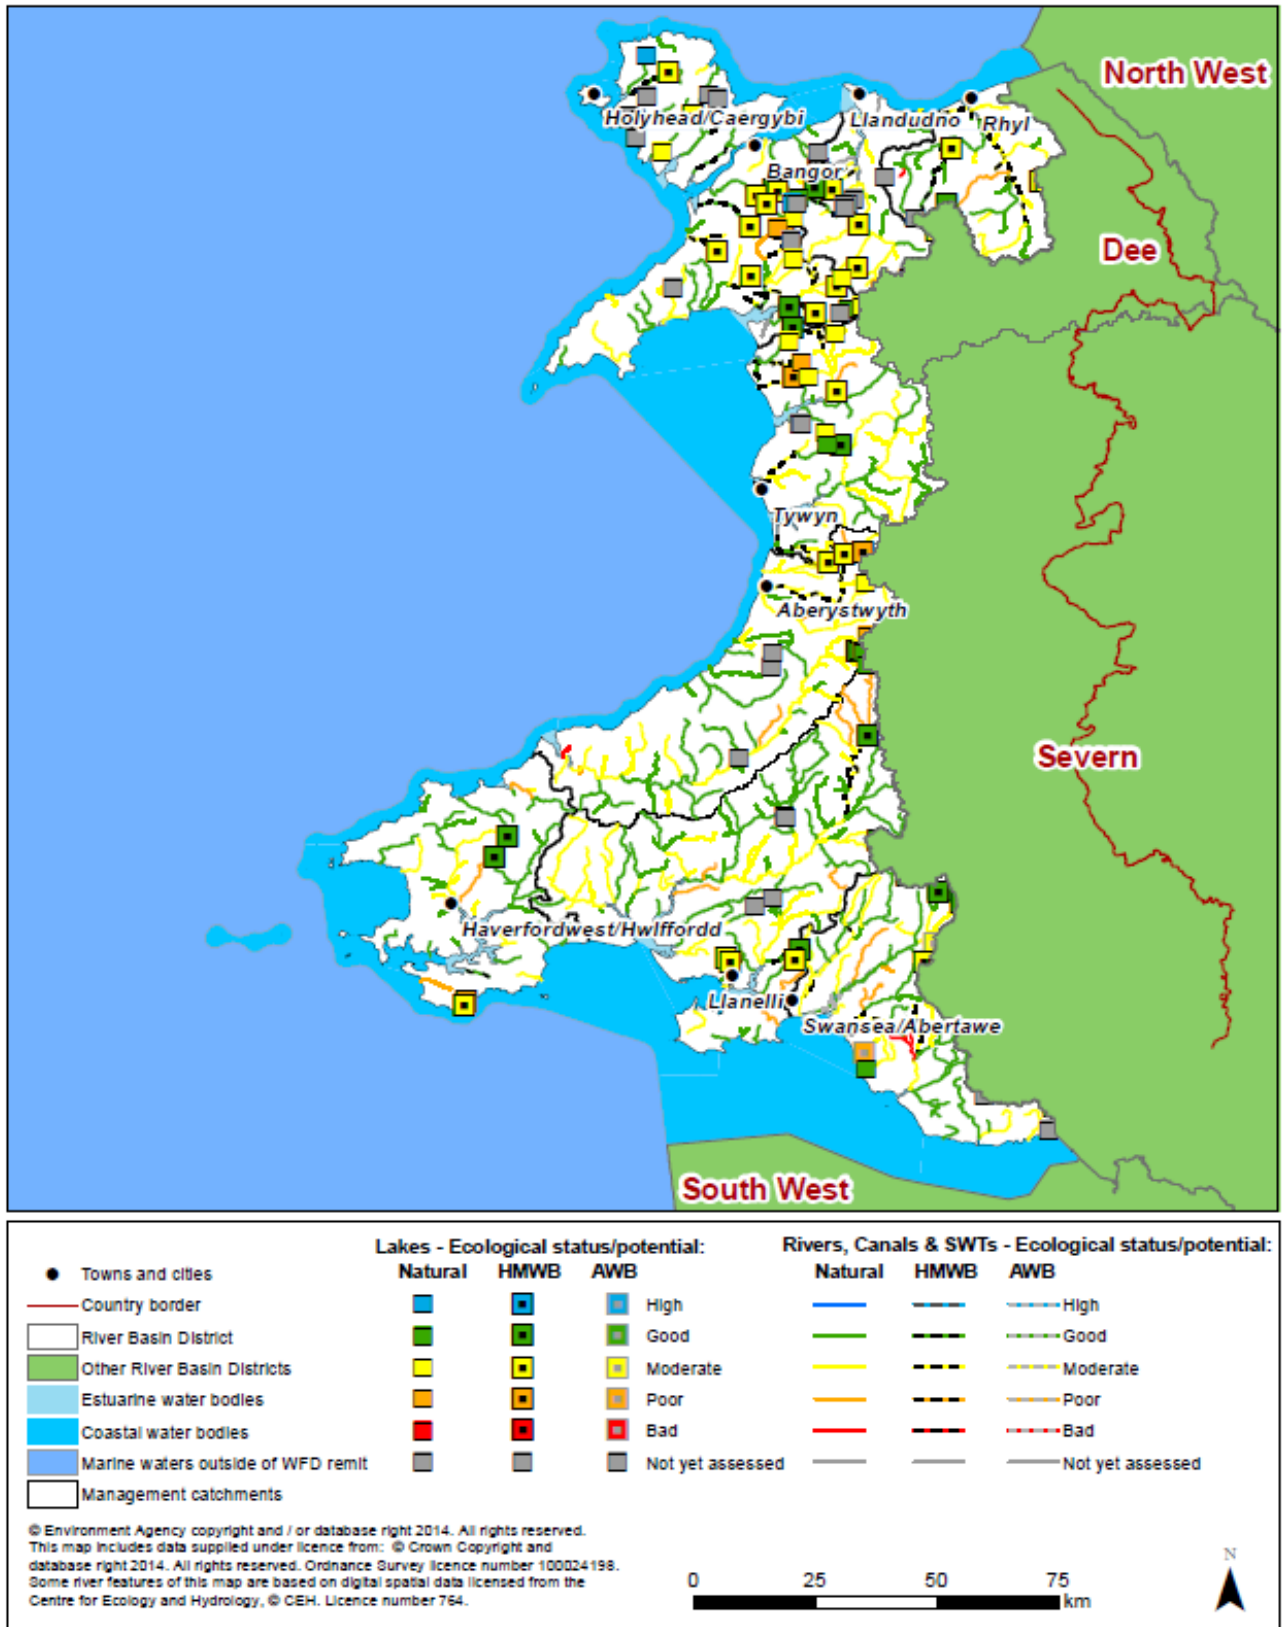 North West
Holyhead/Caergybi
Llandudno
Rhyl
Bangor
Dee
Tywyn
Aberystwyth
Severn
Haverfordwest/Hwlffordd
Llanelli
Swansea/Abertawe
South West
Lakes - Ecological status/potential:
Rivers, Canals & SWTs - Ecological status/potential:
Natural HMWB AWB
Natural HMWB AWB
Towns and cities
Country border
River Basin District
Other River Basin Districts
Estuarine water bodies
Coastal water bodies
Marine waters outside of WFD remit
Management catchments
High
Good
Moderate
Poor
Bad
Not yet assessed
High
Good
Moderate
Poor
Bad
Not yet assessed
© Environment Agency copyright and / or database right 2014. All rights reserved.
This map includes data supplied under licence from: © Crown Copyright and
database right 2014. All rights reserved. Ordnance Survey licence number 100024198.
Some river features of this map are based on digital spatial data licensed from the
Centre for Ecology and Hydrology, © CEH. Licence number 764.
0 25 50 75
km
N